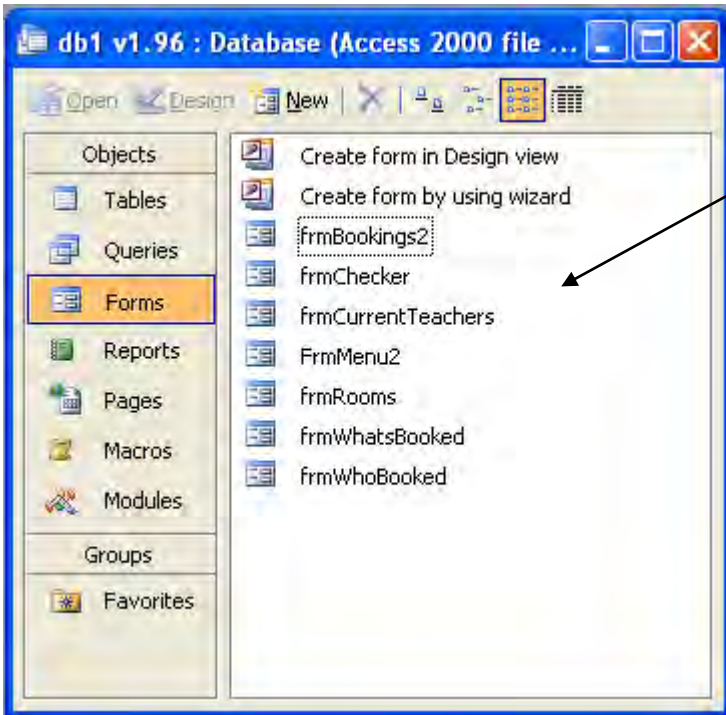 db1 v1.96 : Database (Access 2000 file ...
Open Design New
Objects
Tables
Queries
Forms
Reports
Pages
Macros
Modules
Groups
Favorites
Create form in Design view
Create form by using wizard
frmBookings2
frmChecker
frmCurrentTeachers
FrmMenu2
frmRooms
frmWhatsBooked
frmWhoBooked